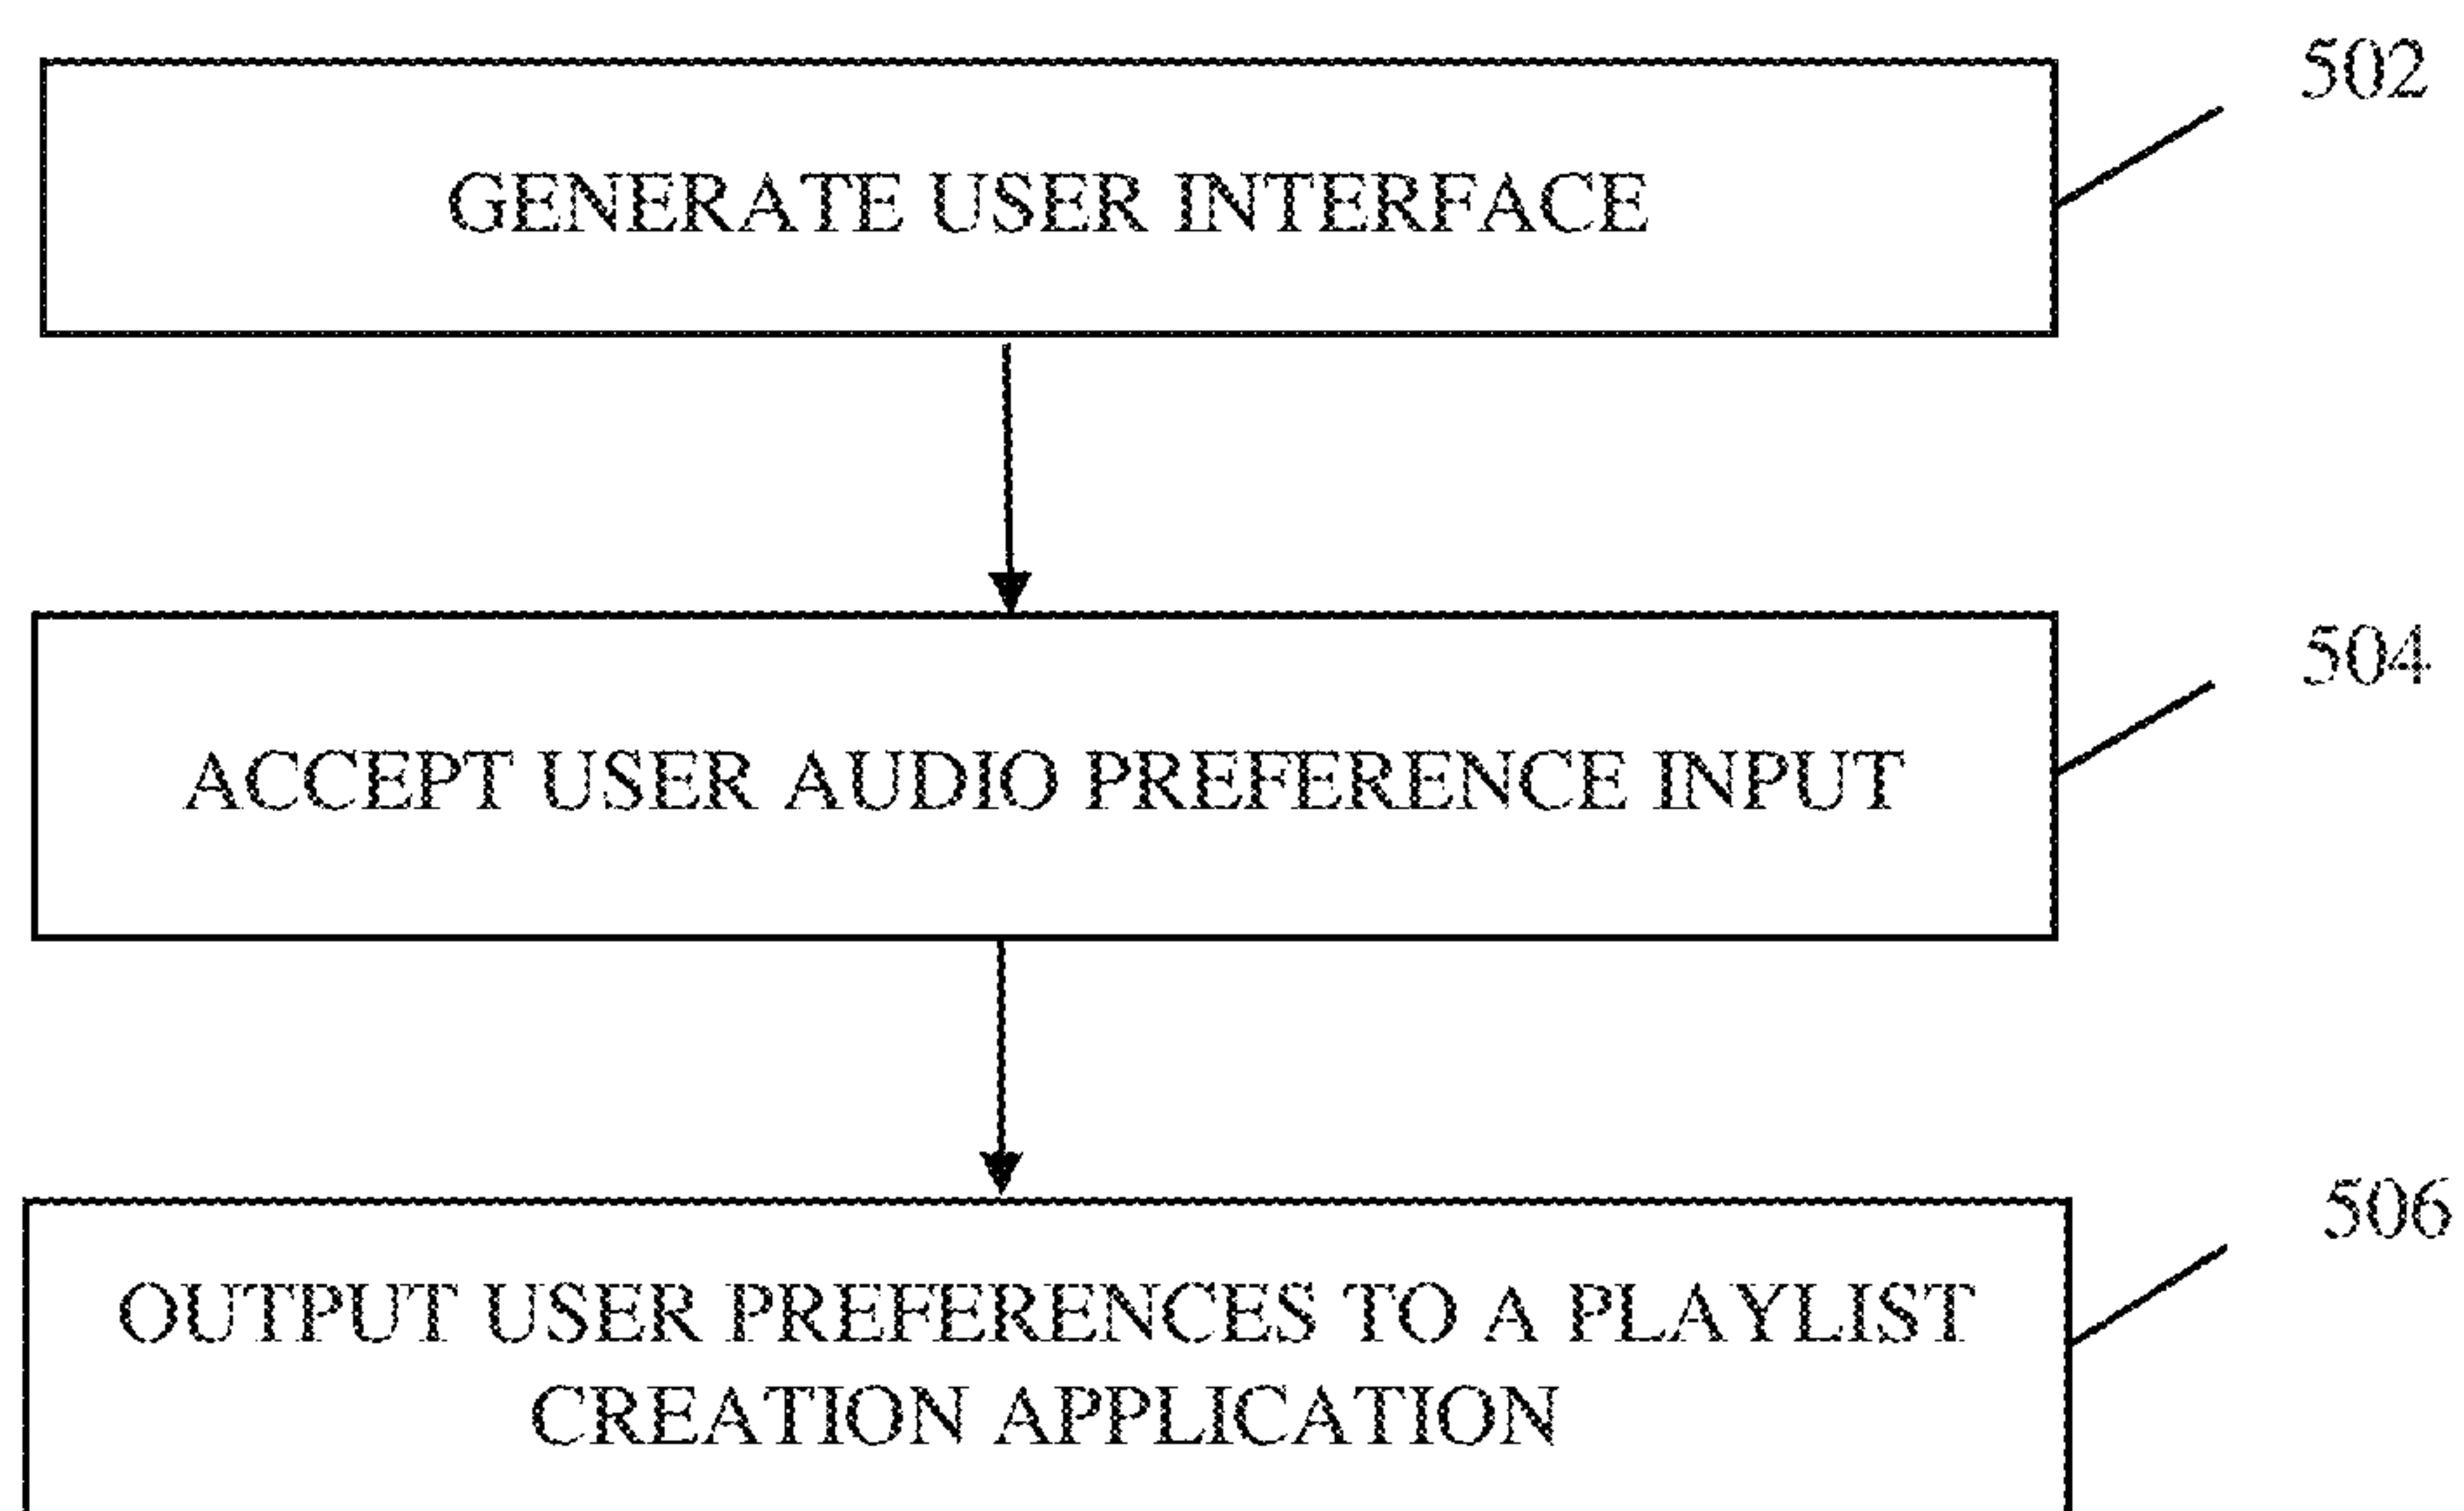 502
GENERATE USER INTERFACE
504
ACCEPT USER AUDIO PREFERENCE INPUT
506
OUTPUT USER PREFERENCES TO A PLAYLIST
CREATION APPLICATION